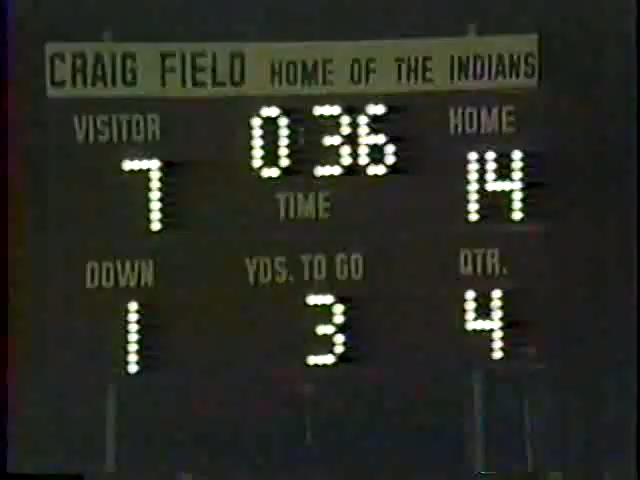 CRAIG FIELD HOME OF THE INDIANS
VISITOR 0 36 HOME
7 TIME 14
DOWN YDS. TO GO QTR.
1 3 4